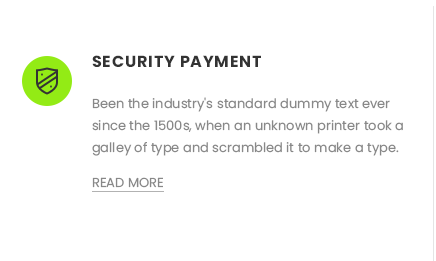 SECURITY PAYMENT
Been the industry's standard dummy text ever
since the 1500s, when an unknown printer took a
galley of type and scrambled it to make a type.
READ MORE